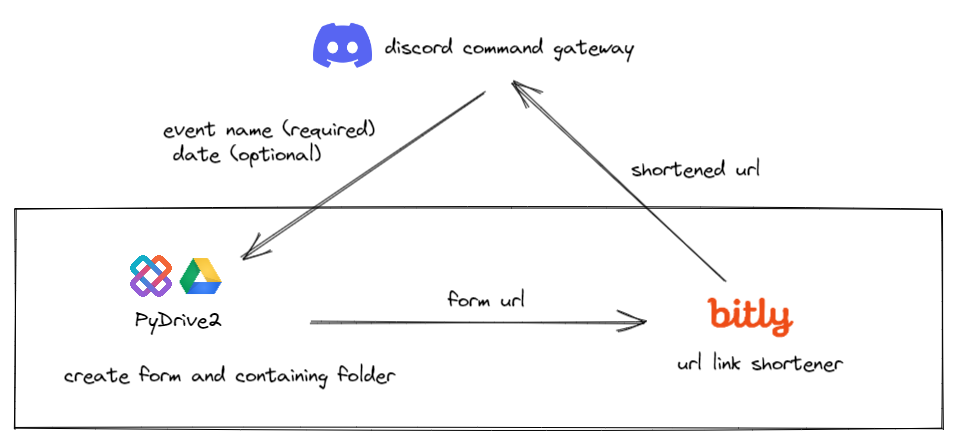 discord command gateway
event name (required)
date (optional)
shortened url
PyDrive2
form url
bitly
create form and containing folder
url link shortener